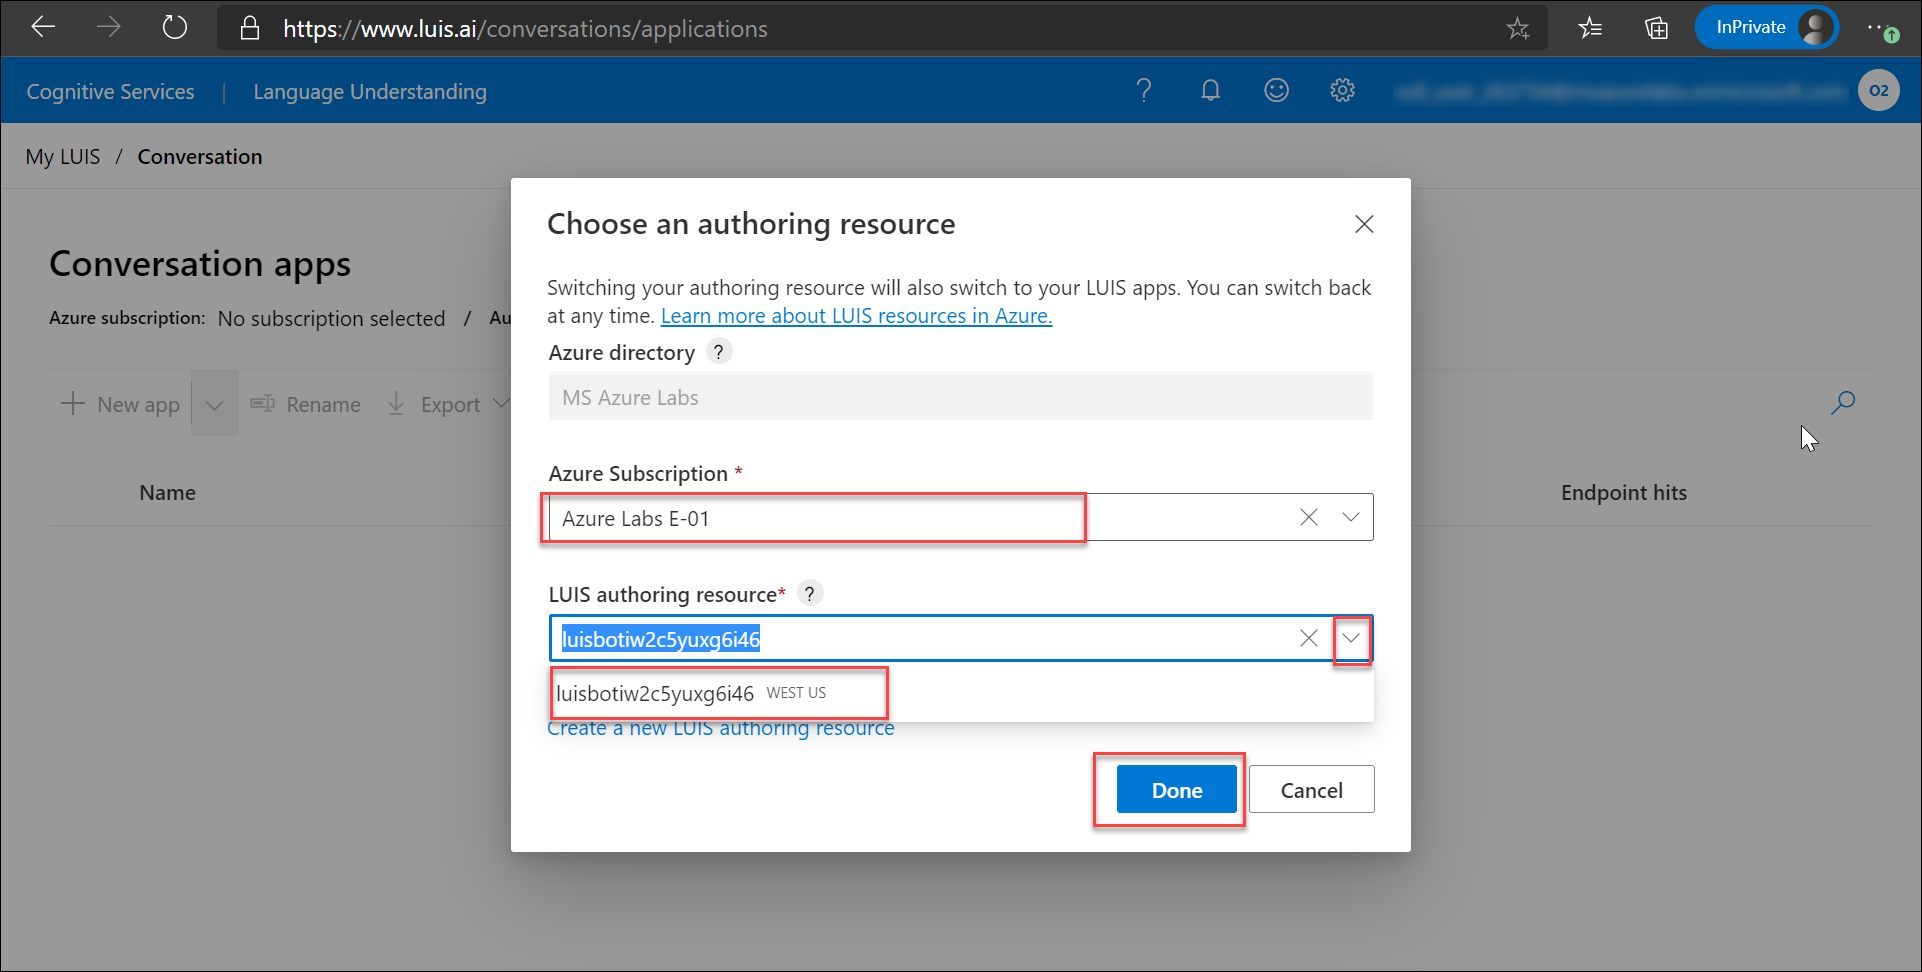 https://www.luis.ai/conversations/applications
InPrivate
Cognitive Services | Language Understanding
?
O2
My LUIS / Conversation
Choose an authoring resource
Switching your authoring resource will also switch to your LUIS apps. You can switch back
at any time. Learn more about LUIS resources in Azure.
Azure directory ?
MS Azure Labs
Azure Subscription *
Azure Labs E-01
LUIS authoring resource* ?
luisbotiw2c5yuxg6i46
luisbotiw2c5yuxg6i46 WEST US
Create a new LUIS authoring resource
Done
Cancel
Conversation apps
Azure subscription: No subscription selected / Au
New app
Rename
Export
Name
Endpoint hits